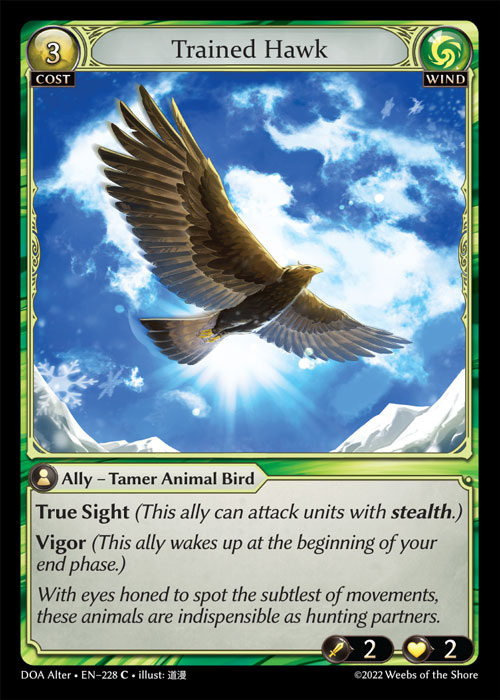 3
Trained Hawk
COST
WIND
Ally – Tamer Animal Bird
True Sight (This ally can attack units with stealth.)
Vigor (This ally wakes up at the beginning of your
end phase.)
With eyes honed to spot the subtlest of movements,
these animals are indispensible as hunting partners.
2
2
DOA Alter • EN–228 C • illust: 道漫
©2022 Weebs of the Shore